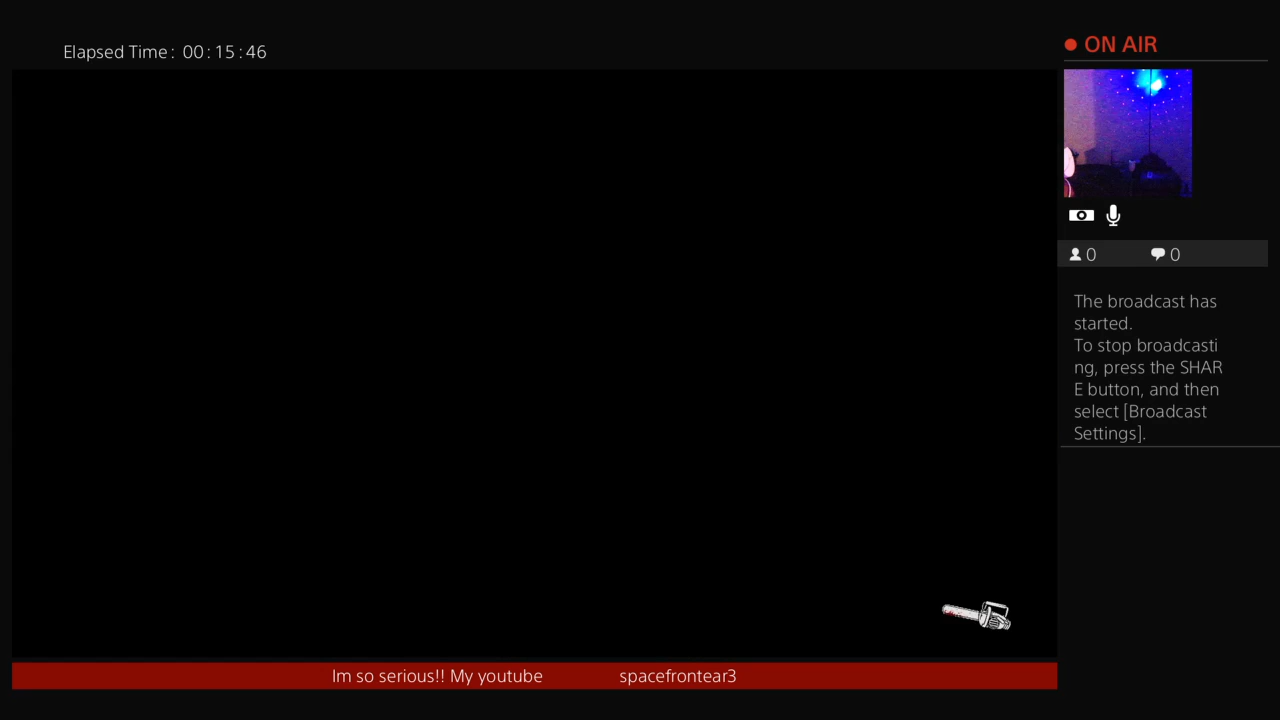 Elapsed Time: 00:15:46
ON AIR
0 0
The broadcast has
started.
To stop broadcasti
ng, press the SHAR
E button, and then
select [Broadcast
Settings].
Im so serious!! My youtube spacefrontear3